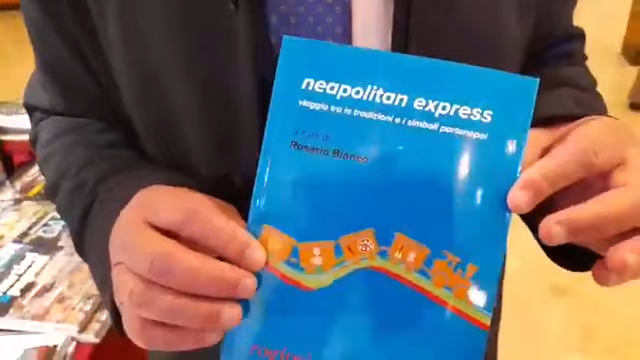 neapolitan express
viaggio tra le tradizioni e i simboli partenopei
a cura di
Rosario Bianco